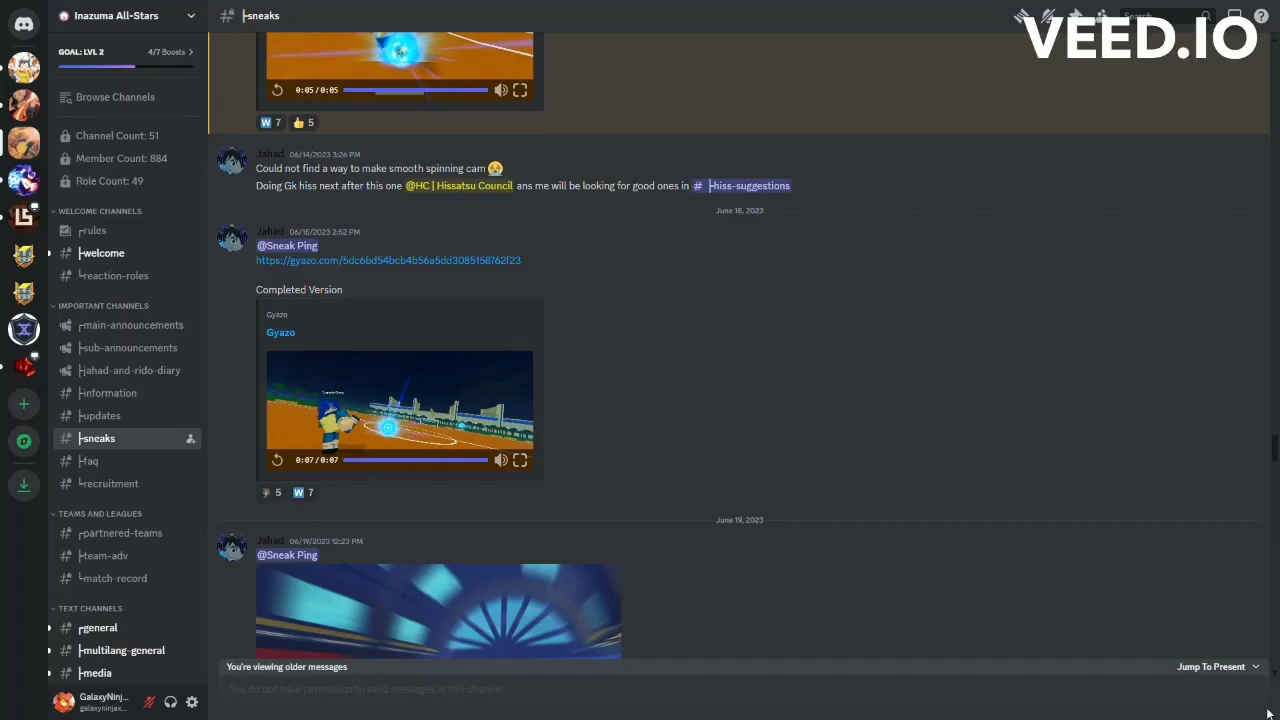 Inazuma All-Stars
GOAL: LVL 2
4/7 Boosts
Browse Channels
Channel Count: 51
Member Count: 884
Role Count: 49
WELCOME CHANNELS
┌rules
├welcome
└reaction-roles
IMPORTANT CHANNELS
┌main-announcements
├sub-announcements
├jahad-and-rido-diary
├information
├updates
├sneaks
├faq
└recruitment
TEAMS AND LEAGUES
┌partnered-teams
├team-adv
└match-record
TEXT CHANNELS
┌general
├multilang-general
├media
GalaxyNinj...
galaxyninjax...
├sneaks
Search
VEED.IO
0:05/0:05
W 7
5
Jahad 06/14/2023 3:26 PM
Could not find a way to make smooth spinning cam
Doing Gk hiss next after this one @HC | Hissatsu Council ans me will be looking for good ones in # ├hiss-suggestions
June 15, 2023
Jahad 06/15/2023 2:52 PM
@Sneak Ping
https://gyazo.com/5dc6bd54bcb4b56a5dd3085158762f23
Completed Version
Gyazo
Gyazo
0:07/0:07
5
W 7
June 19, 2023
Jahad 06/19/2023 12:23 PM
@Sneak Ping
You're viewing older messages
Jump To Present
You do not have permission to send messages in this channel.